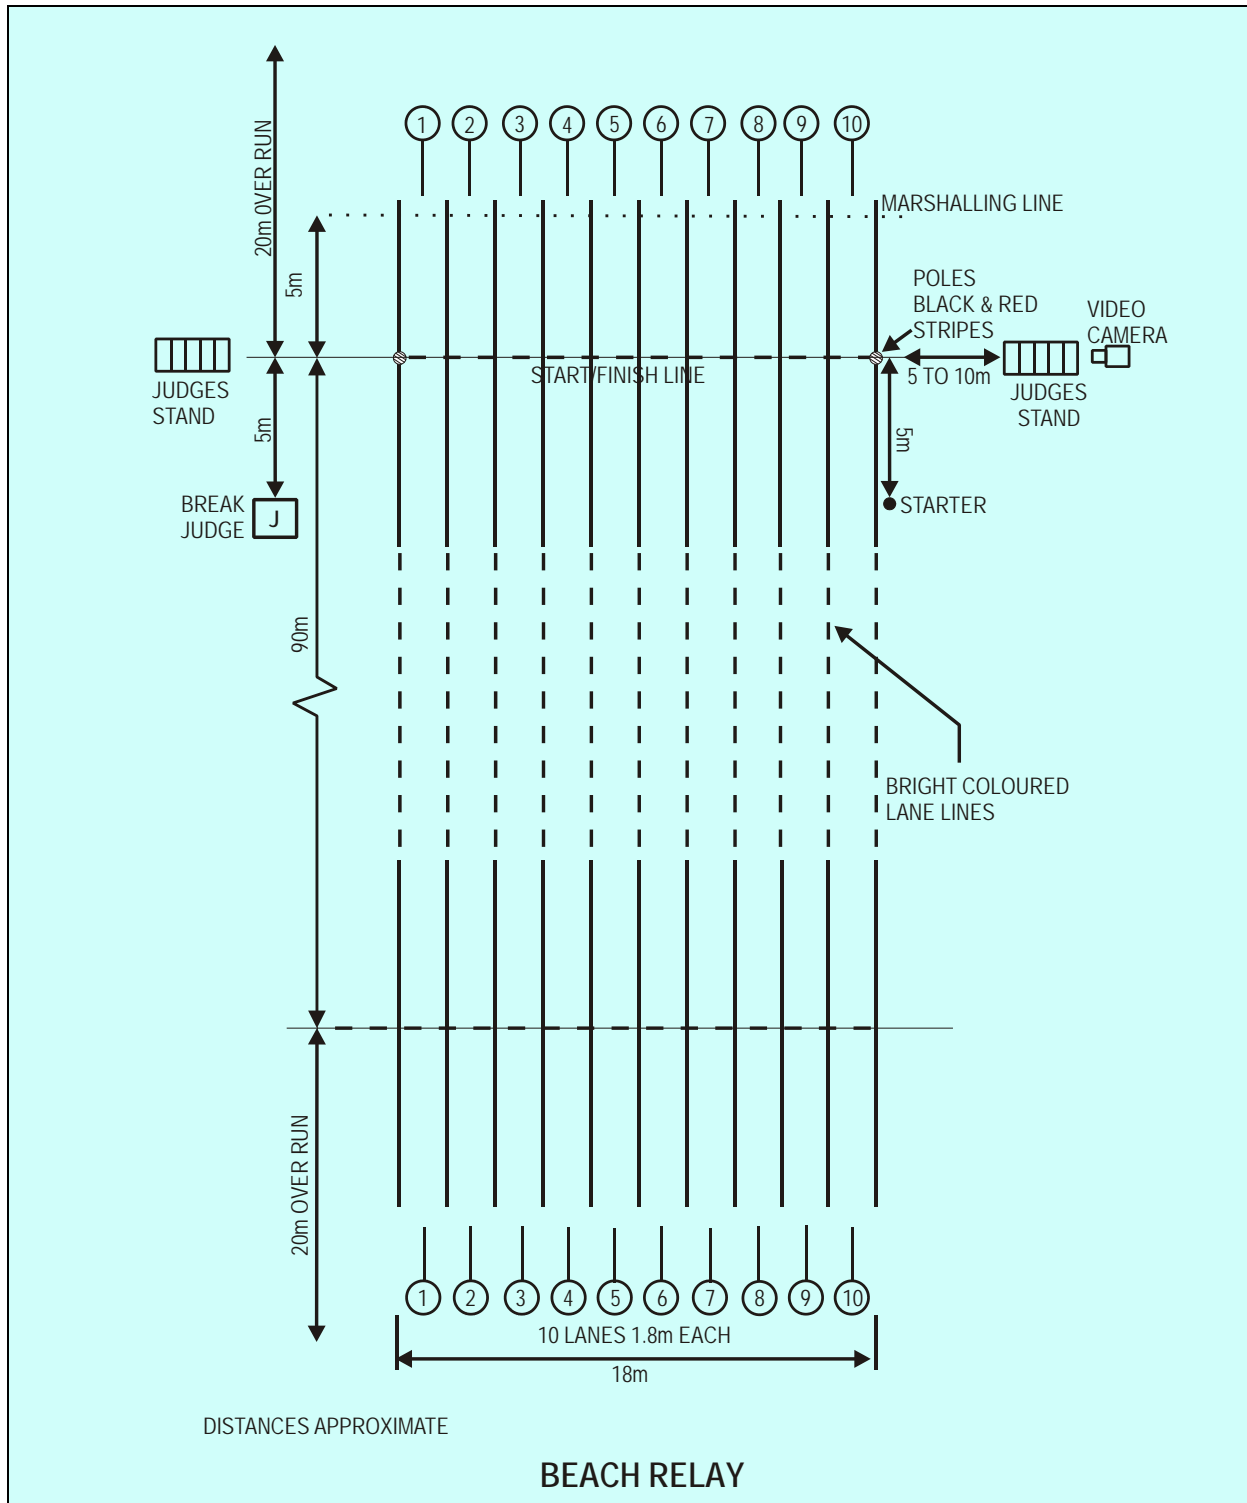 1 2 3 4 5 6 7 8 9 10
20m 0VER RUN
MARSHALLING LINE
5m
POLES
BLACK & RED
STRIPES
VIDEO
CAMERA
START/FINISH LINE
5 TO 10m
JUDGES
STAND
JUDGES
STAND
5m
5m
BREAK
JUDGE
J
STARTER
90m
BRIGHT COLOURED
LANE LINES
20m OVER RUN
1 2 3 4 5 6 7 8 9 10
10 LANES 1.8m EACH
18m
DISTANCES APPROXIMATE
BEACH RELAY